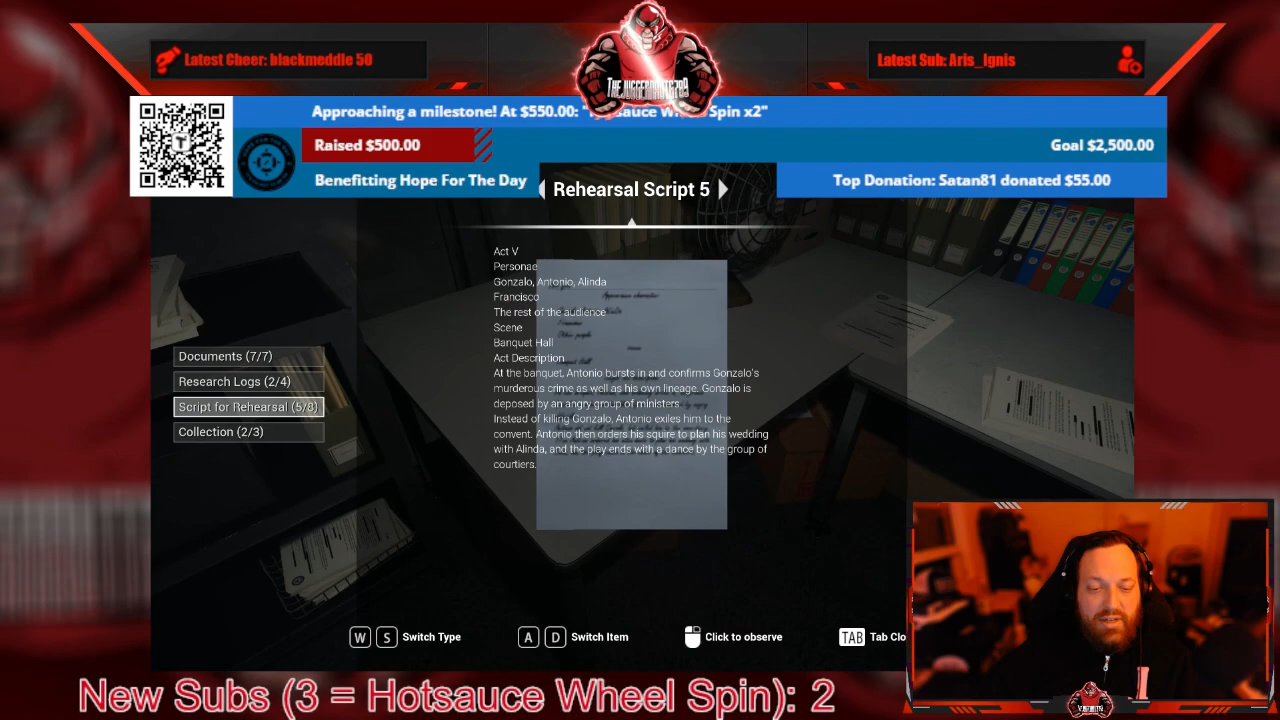 Latest Cheer: blackmeddle 50
Latest Sub: Aris_Ignis
Approaching a milestone! At $550.00: " Spin x2"
Raised $500.00
Goal $2,500.00
Benefitting Hope For The Day
Top Donation: Satan81 donated $55.00
Rehearsal Script 5
Act V
Personae
Gonzalo, Antonio, Alinda
Francisco
The rest of the audience
Scene
Banquet Hall
Act Description
At the banquet, Antonio bursts in and confirms Gonzalo's
murderous crime as well as his own lineage. Gonzalo is
deposed by an angry group of ministers.
Instead of killing Gonzalo, Antonio exiles him to the
convent. Antonio then orders his squire to plan his wedding
with Alinda, and the play ends with a dance by the group of
courtiers.
Documents (7/7)
Research Logs (2/4)
Script for Rehearsal (5/8)
Collection (2/3)
W S Switch Type
A D Switch Item
Click to observe
TAB Tab Clo
New Subs (3 = Hotsauce Wheel Spin): 2